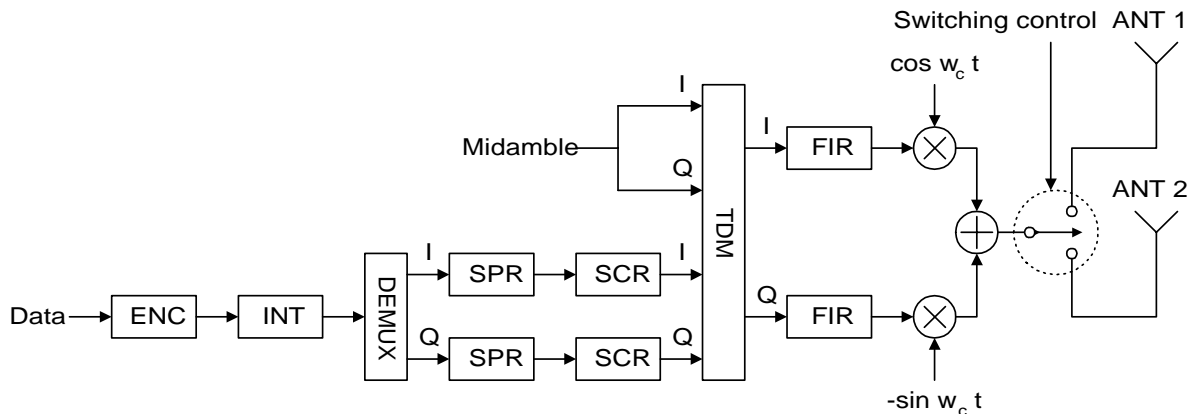 Switching control ANT 1
cos w_c t
I
I
Midamble
FIR
Q
ANT 2
TDM
I
I
SPR
SCR
DEMUX
Q
Data
ENC
INT
FIR
Q
Q
SPR
SCR
-sin w_c t